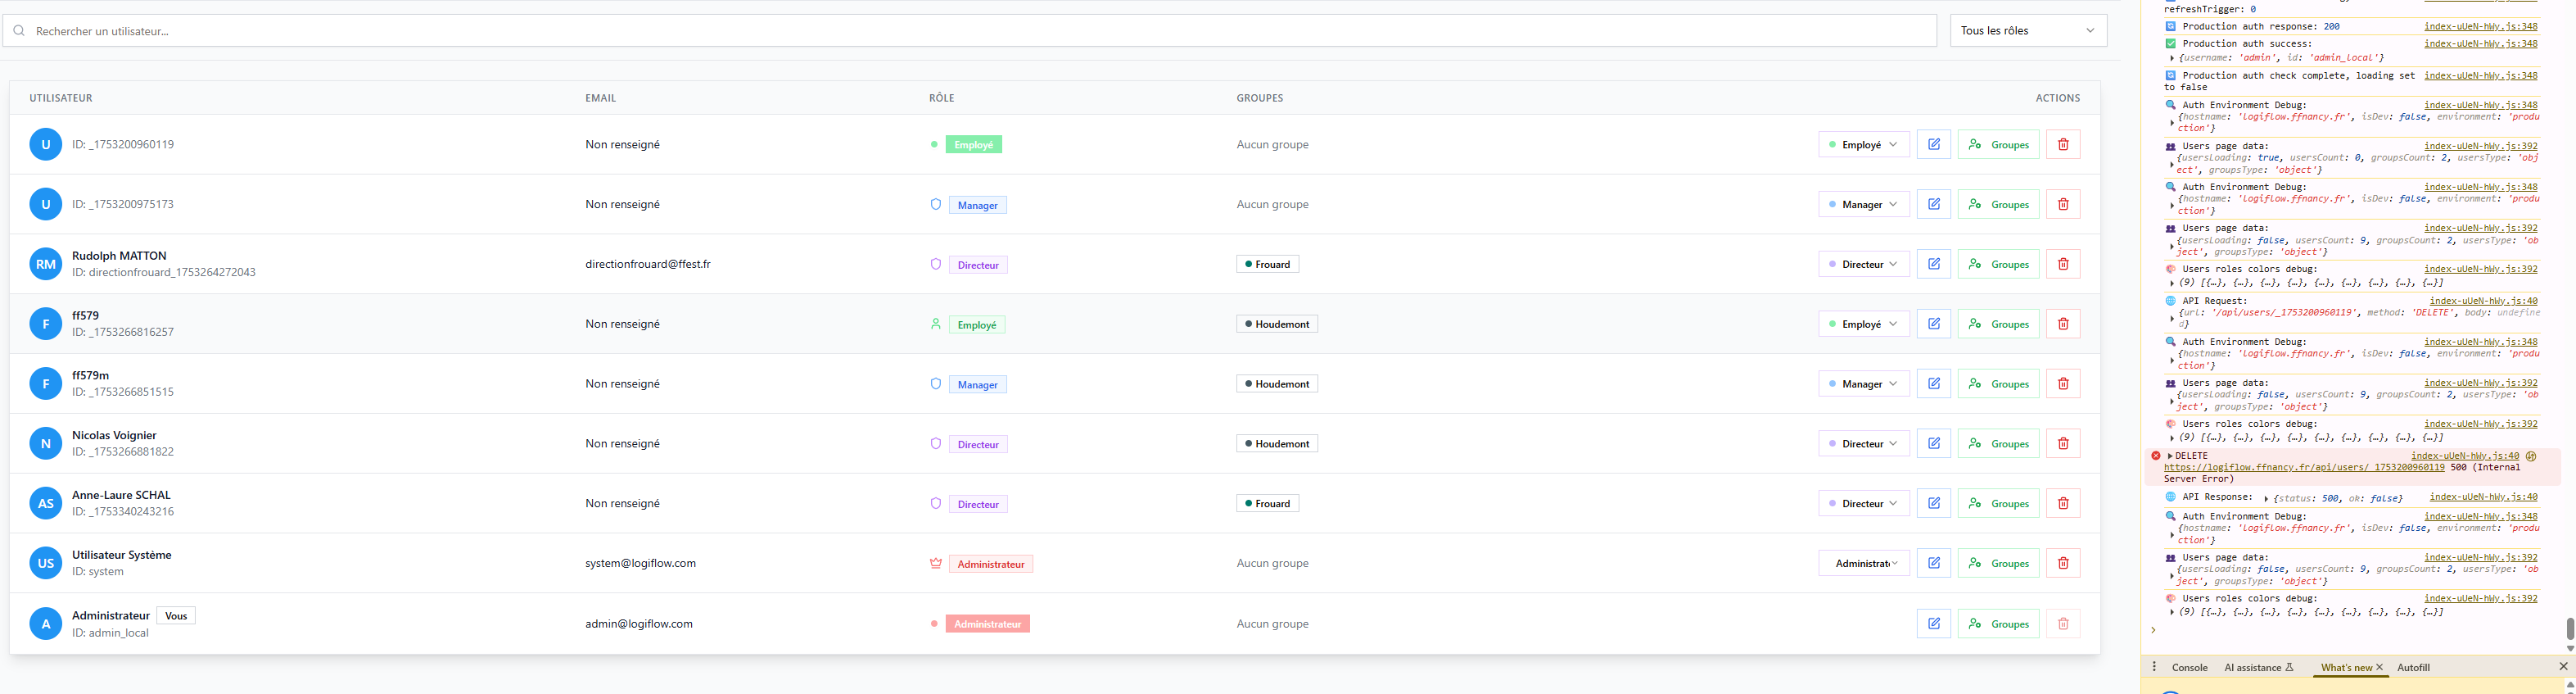 Rechercher un utilisateur...
Tous les rôles
UTILISATEUR EMAIL RÔLE GROUPES ACTIONS
U ID: _1753200960119 Non renseigné Employé Aucun groupe Employé Groupes
U ID: _1753200975173 Non renseigné Manager Aucun groupe Manager Groupes
Rudolph MATTON
RM ID: directionfrouard_1753264272043 directionfrouard@ffest.fr Directeur Frouard Directeur Groupes
ff579
F ID: _1753266816257 Non renseigné Employé Houdemont Employé Groupes
ff579m
F ID: _1753266851515 Non renseigné Manager Houdemont Manager Groupes
Nicolas Voignier
N ID: _1753266881822 Non renseigné Directeur Houdemont Directeur Groupes
Anne-Laure SCHAL
AS ID: _1753340243216 Non renseigné Directeur Frouard Directeur Groupes
Utilisateur Système
US ID: system system@logiflow.com Administrateur Aucun groupe Administrat Groupes
Administrateur Vous
A ID: admin_local admin@logiflow.com Administrateur Aucun groupe Groupes
refreshTrigger: 0
Production auth response: 200 index-uUeN-hWy.js:348
Production auth success: index-uUeN-hWy.js:348
{username: 'admin', id: 'admin_local'}
Production auth check complete, loading set index-uUeN-hWy.js:348
to false
Auth Environment Debug: index-uUeN-hWy.js:348
{hostname: 'logiflow.ffnancy.fr', isDev: false, environment: 'produ
ction'}
Users page data: index-uUeN-hWy.js:392
{usersLoading: true, usersCount: 0, groupsCount: 2, usersType: 'obj
ect', groupsType: 'object'}
Auth Environment Debug: index-uUeN-hWy.js:348
{hostname: 'logiflow.ffnancy.fr', isDev: false, environment: 'produ
ction'}
Users page data: index-uUeN-hWy.js:392
{usersLoading: false, usersCount: 9, groupsCount: 2, usersType: 'ob
ject', groupsType: 'object'}
Users roles colors debug: index-uUeN-hWy.js:392
(9) [{…}, {…}, {…}, {…}, {…}, {…}, {…}, {…}, {…}]
API Request: index-uUeN-hWy.js:40
{url: '/api/users/_1753200960119', method: 'DELETE', body: undefine
d}
Auth Environment Debug: index-uUeN-hWy.js:348
{hostname: 'logiflow.ffnancy.fr', isDev: false, environment: 'produ
ction'}
Users page data: index-uUeN-hWy.js:392
{usersLoading: false, usersCount: 9, groupsCount: 2, usersType: 'ob
ject', groupsType: 'object'}
Users roles colors debug: index-uUeN-hWy.js:392
(9) [{…}, {…}, {…}, {…}, {…}, {…}, {…}, {…}, {…}]
DELETE index-uUeN-hWy.js:40
https://logiflow.ffnancy.fr/api/users/_1753200960119 500 (Internal
Server Error)
API Response: {status: 500, ok: false} index-uUeN-hWy.js:40
Auth Environment Debug: index-uUeN-hWy.js:348
{hostname: 'logiflow.ffnancy.fr', isDev: false, environment: 'produ
ction'}
Users page data: index-uUeN-hWy.js:392
{usersLoading: false, usersCount: 9, groupsCount: 2, usersType: 'ob
ject', groupsType: 'object'}
Users roles colors debug: index-uUeN-hWy.js:392
(9) [{…}, {…}, {…}, {…}, {…}, {…}, {…}, {…}, {…}]
Console AI assistance What's new Autofill